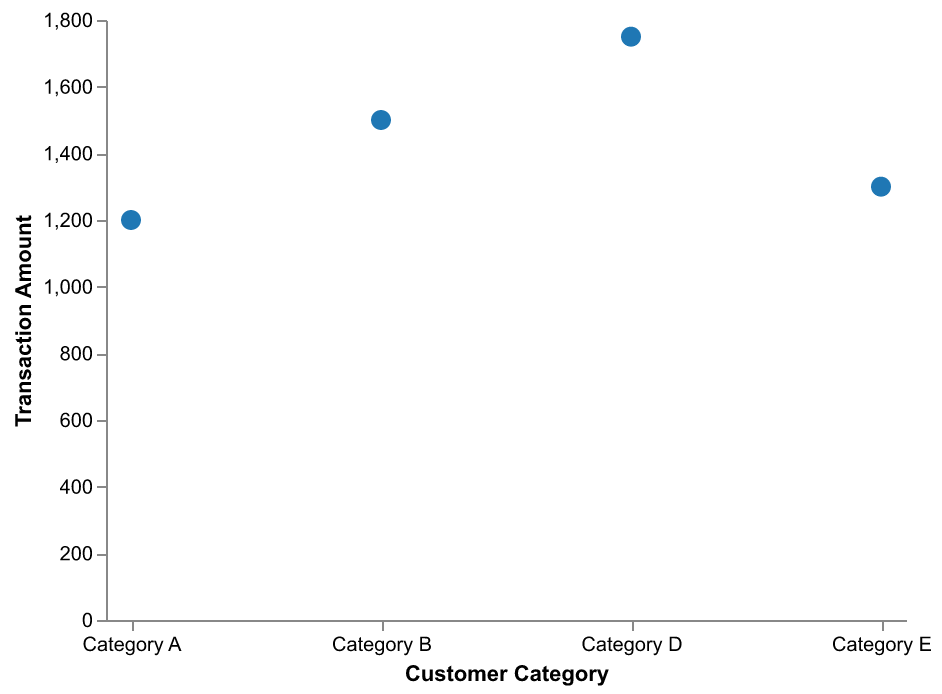 1,800
1,600
1,400
1,200
1,000
800
600
400
200
0
Transaction Amount
Category A
Category B
Category D
Category E
Customer Category